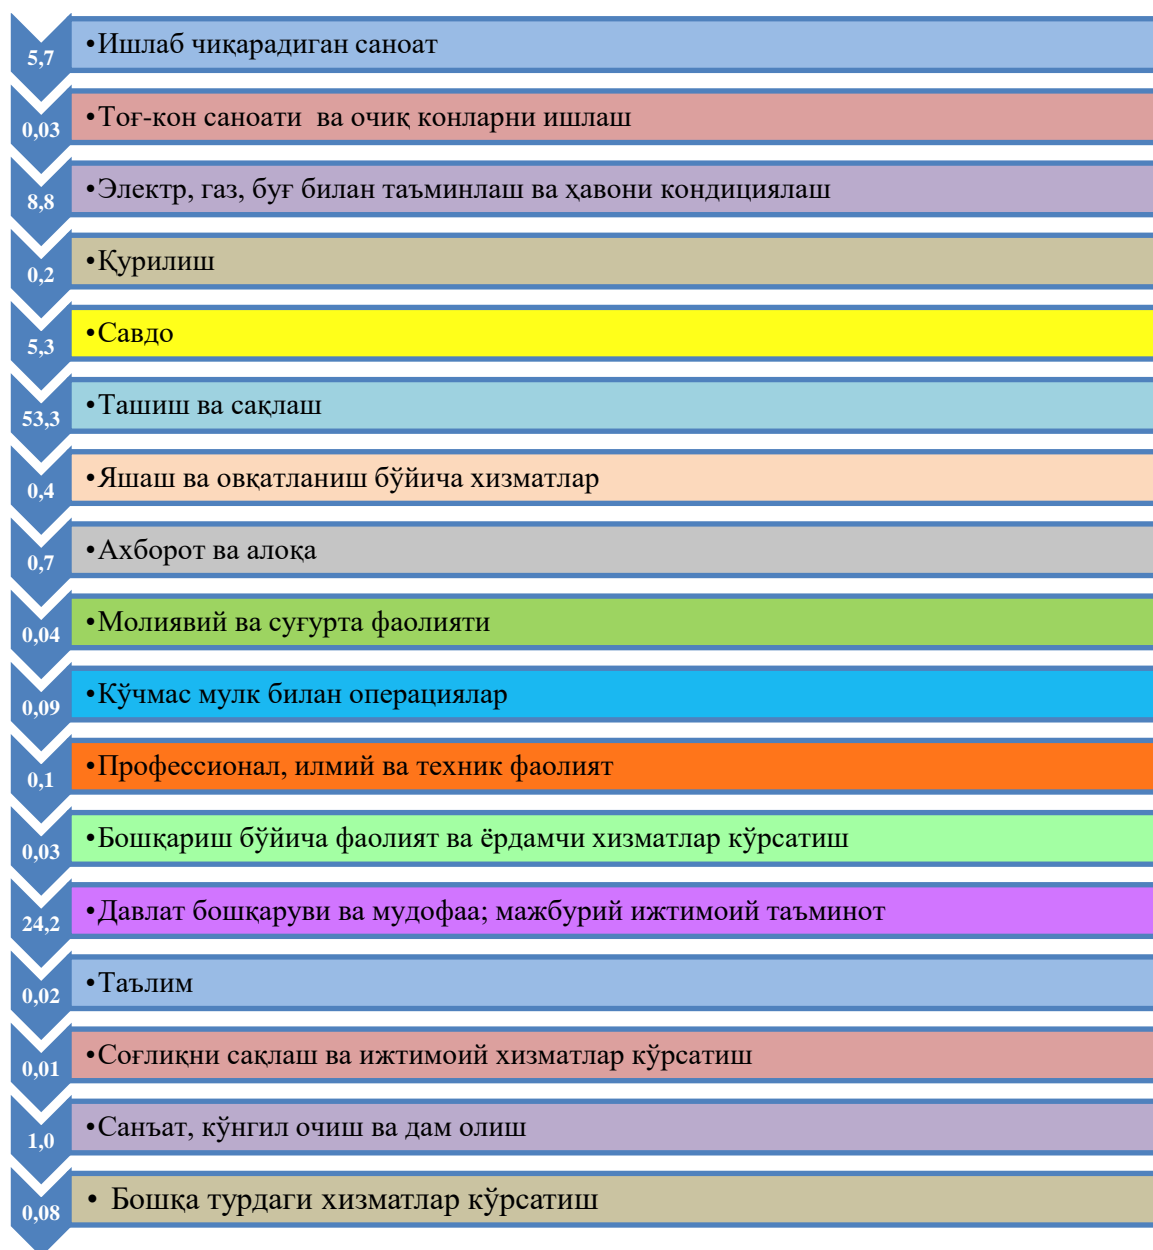 5,7 •Ишлаб чиқарадиган саноат
0,03 •Тоғ-кон саноати ва очиқ конларни ишлаш
8,8 •Электр, газ, буғ билан таъминлаш ва ҳавони кондициялаш
0,2 •Қурилиш
5,3 •Савдо
53,3 •Ташиш ва сақлаш
0,4 •Яшаш ва овқатланиш бўйича хизматлар
0,7 •Ахборот ва алоқа
0,04 •Молиявий ва суғурта фаолияти
0,09 •Кўчмас мулк билан операциялар
0,1 •Профессионал, илмий ва техник фаолият
0,03 •Бошқариш бўйича фаолият ва ёрдамчи хизматлар кўрсатиш
24,2 •Давлат бошқаруви ва мудофаа; мажбурий ижтимоий таъминот
0,02 •Таълим
0,01 •Соғлиқни сақлаш ва ижтимоий хизматлар кўрсатиш
1,0 •Санъат, кўнгил очиш ва дам олиш
0,08 • Бошқа турдаги хизматлар кўрсатиш